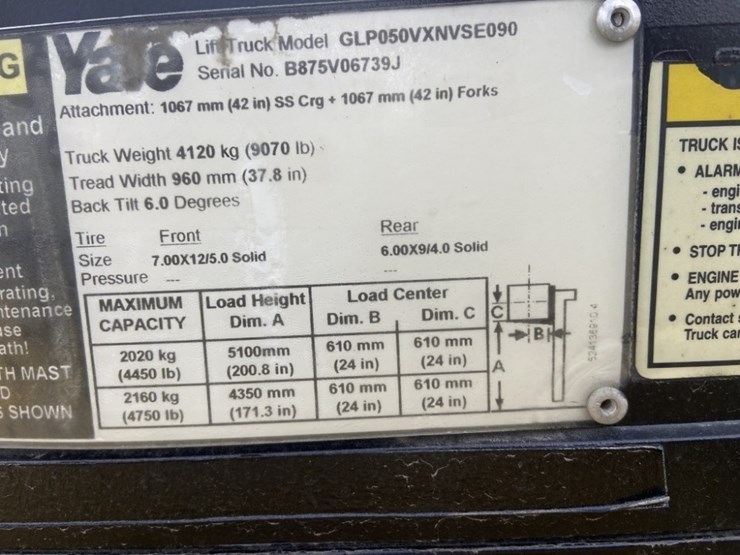 G
Yale
Lift Truck Model GLP050VXNVSE090
Serial No. B875V06739J
Attachment: 1067 mm (42 in) SS Crg + 1067 mm (42 in) Forks
Truck Weight 4120 kg (9070 lb)
Tread Width 960 mm (37.8 in)
Back Tilt 6.0 Degrees
Tire Front Rear
Size 7.00X12/5.0 Solid 6.00X9/4.0 Solid
Pressure --- ---
MAXIMUM CAPACITY Load Height Dim. A Load Center Dim. B Dim. C
2020 kg 5100mm 610 mm 610 mm
(4450 lb) (200.8 in) (24 in) (24 in)
2160 kg 4350 mm 610 mm 610 mm
(4750 lb) (171.3 in) (24 in) (24 in)
C
B
A
and
y
ting
ted
n
ent
rating,
ntenance
use
ath!
TH MAST
D
S SHOWN
TRUCK IS
• ALARM
- engi
- trans
- engin
• STOP TH
• ENGINE
Any pow
• Contact s
Truck can